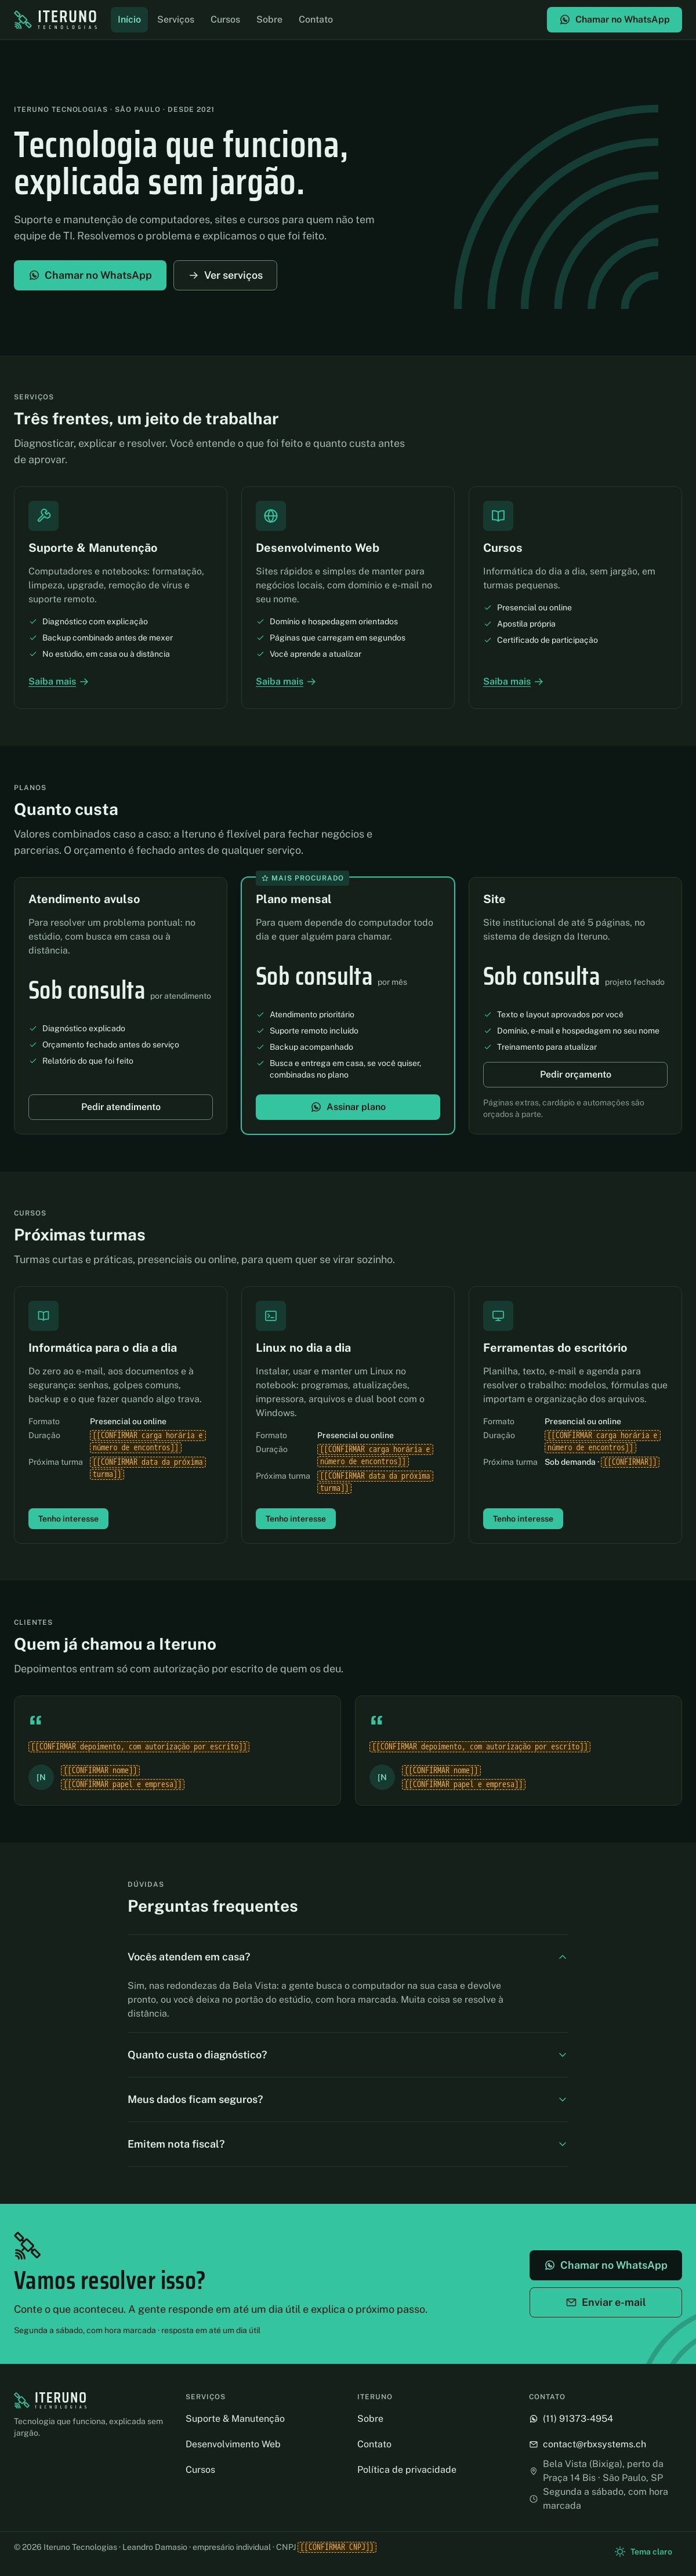 ITERUNO
TECNOLOGIAS
Início
Serviços
Cursos
Sobre
Contato
Chamar no WhatsApp
ITERUNO TECNOLOGIAS · SÃO PAULO · DESDE 2021
Tecnologia que funciona,
explicada sem jargão.
Suporte e manutenção de computadores, sites e cursos para quem não tem
equipe de TI. Resolvemos o problema e explicamos o que foi feito.
Chamar no WhatsApp
Ver serviços
SERVIÇOS
Três frentes, um jeito de trabalhar
Diagnosticar, explicar e resolver. Você entende o que foi feito e quanto custa antes
de aprovar.
Suporte & Manutenção
Computadores e notebooks: formatação,
limpeza, upgrade, remoção de vírus e
suporte remoto.
Diagnóstico com explicação
Backup combinado antes de mexer
No estúdio, em casa ou à distância
Saiba mais
Desenvolvimento Web
Sites rápidos e simples de manter para
negócios locais, com domínio e e-mail no
seu nome.
Domínio e hospedagem orientados
Páginas que carregam em segundos
Você aprende a atualizar
Saiba mais
Cursos
Informática do dia a dia, sem jargão, em
turmas pequenas.
Presencial ou online
Apostila própria
Certificado de participação
Saiba mais
PLANOS
Quanto custa
Valores combinados caso a caso: a Iteruno é flexível para fechar negócios e
parcerias. O orçamento é fechado antes de qualquer serviço.
Atendimento avulso
Para resolver um problema pontual: no
estúdio, com busca em casa ou à
distância.
Sob consulta por atendimento
Diagnóstico explicado
Orçamento fechado antes do serviço
Relatório do que foi feito
Pedir atendimento
MAIS PROCURADO
Plano mensal
Para quem depende do computador todo
dia e quer alguém para chamar.
Sob consulta por mês
Atendimento prioritário
Suporte remoto incluído
Backup acompanhado
Busca e entrega em casa, se você quiser,
combinadas no plano
Assinar plano
Site
Site institucional de até 5 páginas, no
sistema de design da Iteruno.
Sob consulta projeto fechado
Texto e layout aprovados por você
Domínio, e-mail e hospedagem no seu nome
Treinamento para atualizar
Pedir orçamento
Páginas extras, cardápio e automações são
orçados à parte.
CURSOS
Próximas turmas
Turmas curtas e práticas, presenciais ou online, para quem quer se virar sozinho.
Informática para o dia a dia
Do zero ao e-mail, aos documentos e à
segurança: senhas, golpes comuns,
backup e o que fazer quando algo trava.
Formato Presencial ou online
Duração [[CONFIRMAR carga horária e
número de encontros]]
Próxima turma [[CONFIRMAR data da próxima
turma]]
Tenho interesse
Linux no dia a dia
Instalar, usar e manter um Linux no
notebook: programas, atualizações,
impressora, arquivos e dual boot com o
Windows.
Formato Presencial ou online
Duração [[CONFIRMAR carga horária e
número de encontros]]
Próxima turma [[CONFIRMAR data da próxima
turma]]
Tenho interesse
Ferramentas do escritório
Planilha, texto, e-mail e agenda para
resolver o trabalho: modelos, fórmulas que
importam e organização dos arquivos.
Formato Presencial ou online
Duração [[CONFIRMAR carga horária e
número de encontros]]
Próxima turma Sob demanda · [[CONFIRMAR]]
Tenho interesse
CLIENTES
Quem já chamou a Iteruno
Depoimentos entram só com autorização por escrito de quem os deu.
“
[[CONFIRMAR depoimento, com autorização por escrito]]
[N
[[CONFIRMAR nome]]
[[CONFIRMAR papel e empresa]]
“
[[CONFIRMAR depoimento, com autorização por escrito]]
[N
[[CONFIRMAR nome]]
[[CONFIRMAR papel e empresa]]
DÚVIDAS
Perguntas frequentes
Vocês atendem em casa?
Sim, nas redondezas da Bela Vista: a gente busca o computador na sua casa e devolve
pronto, ou você deixa no portão do estúdio, com hora marcada. Muita coisa se resolve à
distância.
Quanto custa o diagnóstico?
Meus dados ficam seguros?
Emitem nota fiscal?
Vamos resolver isso?
Conte o que aconteceu. A gente responde em até um dia útil e explica o próximo passo.
Segunda a sábado, com hora marcada · resposta em até um dia útil
Chamar no WhatsApp
Enviar e-mail
ITERUNO
TECNOLOGIAS
Tecnologia que funciona, explicada sem
jargão.
SERVIÇOS
Suporte & Manutenção
Desenvolvimento Web
Cursos
ITERUNO
Sobre
Contato
Política de privacidade
CONTATO
(11) 91373-4954
contact@rbxsystems.ch
Bela Vista (Bixiga), perto da
Praça 14 Bis · São Paulo, SP
Segunda a sábado, com hora
marcada
© 2026 Iteruno Tecnologias · Leandro Damasio · empresário individual · CNPJ [[CONFIRMAR CNPJ]]
Tema claro